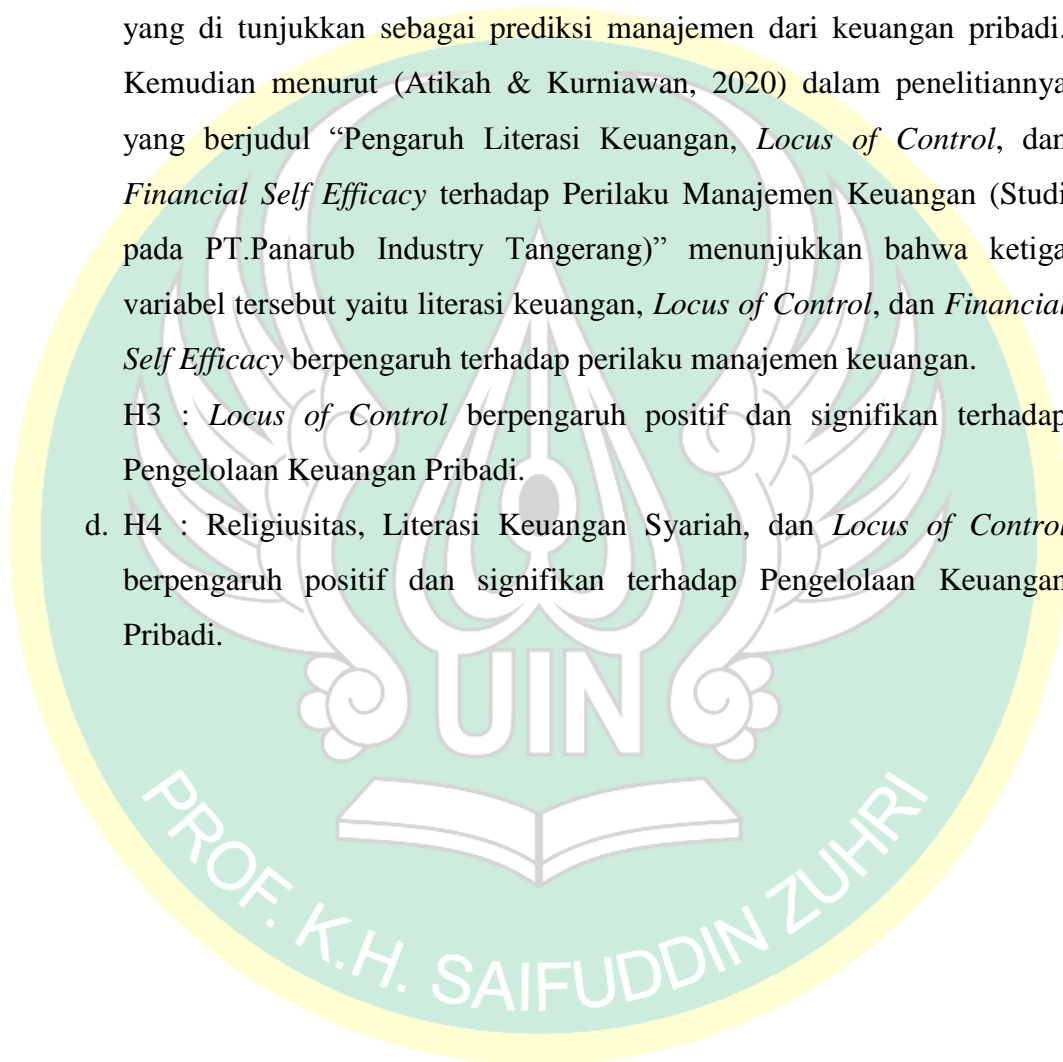 yang di tunjukkan sebagai prediksi manajemen dari keuangan pribadi.
Kemudian menurut (Atikah & Kurniawan, 2020) dalam penelitiannya
yang berjudul “Pengaruh Literasi Keuangan, Locus of Control, dan
Financial Self Efficacy terhadap Perilaku Manajemen Keuangan (Studi
pada PT.Panarub Industry Tangerang)” menunjukkan bahwa ketiga
variabel tersebut yaitu literasi keuangan, Locus of Control, dan Financial
Self Efficacy berpengaruh terhadap perilaku manajemen keuangan.
H3 : Locus of Control berpengaruh positif dan signifikan terhadap
Pengelolaan Keuangan Pribadi.
d. H4 : Religiusitas, Literasi Keuangan Syariah, dan Locus of Control
berpengaruh positif dan signifikan terhadap Pengelolaan Keuangan
Pribadi.
UIN
PROF. K.H. SAIFUDDIN ZUHRI